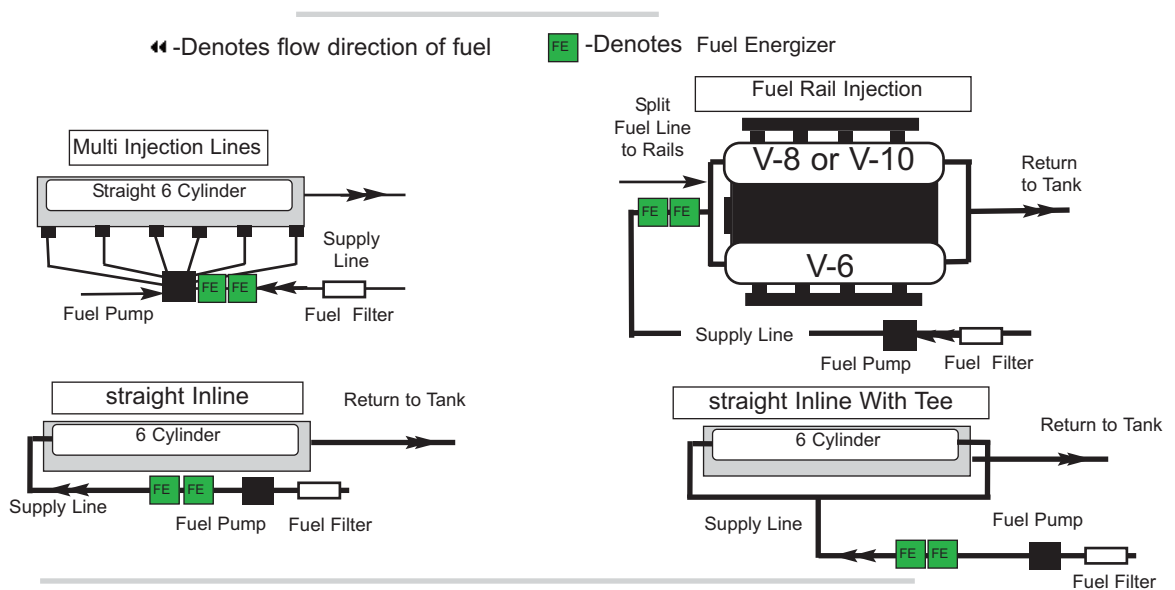 -Denotes flow direction of fuel
FE -Denotes Fuel Energizer
Multi Injection Lines
Straight 6 Cylinder
Supply
Line
FE FE
Fuel Pump
Fuel Filter
Fuel Rail Injection
Split
Fuel Line
to Rails
V-8 or V-10
Return
to Tank
FE FE
V-6
Supply Line
Fuel Pump
Fuel Filter
straight Inline
Return to Tank
6 Cylinder
FE FE
Supply Line
Fuel Pump
Fuel Filter
straight Inline With Tee
Return to Tank
6 Cylinder
Supply Line
Fuel Pump
FE FE
Fuel Filter